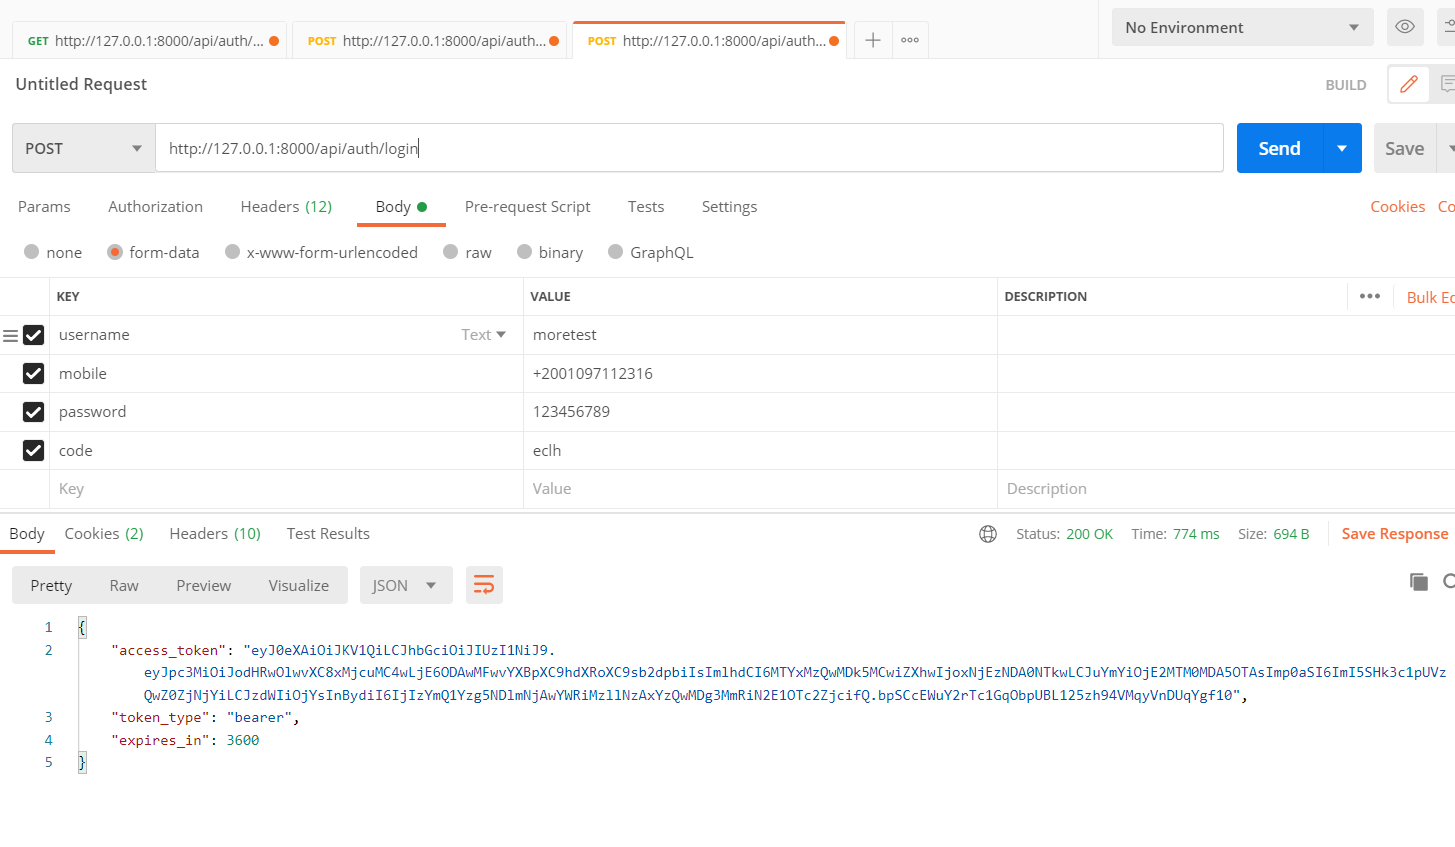 GET http://127.0.0.1:8000/api/auth/... POST http://127.0.0.1:8000/api/auth... POST http://127.0.0.1:8000/api/auth... No Environment
Untitled Request BUILD
POST http://127.0.0.1:8000/api/auth/login Send Save
Params Authorization Headers (12) Body Pre-request Script Tests Settings Cookies Co
none form-data x-www-form-urlencoded raw binary GraphQL
KEY VALUE DESCRIPTION Bulk Ec
username Text moretest
mobile +2001097112316
password 123456789
code eclh
Key Value Description
Body Cookies (2) Headers (10) Test Results Status: 200 OK Time: 774 ms Size: 694 B Save Response
Pretty Raw Preview Visualize JSON
1 {
2 "access_token": "eyJ0eXAiOiJKV1QiLCJhbGciOiJIUzI1NiJ9.
eyJpc3MiOiJodHRwOlwvXC8xMjcuMC4wLjE6ODAwMFwvYXBpXC9hdXRoXC9sb2dpbiIsImlhdCI6MTYxMzQwMDk5MCwiZXhwIjoxNjEzNDA0NTkwLCJuYmYiOjE2MTM0MDA5OTAsImp0aSI6ImI5SHk3c1pUVz
QwZ0ZjNjYiLCJzdWIiOjYsInBydiI6IjIzYmQ1Yzg5NDlmNjAwYWRiMzllNzAxYzQwMDg3MmRiN2E1OTc2ZjcifQ.bpSCcEWuY2rTc1GqObpUBL125zh94VMqyVnDUqYgf10",
3 "token_type": "bearer",
4 "expires_in": 3600
5 }